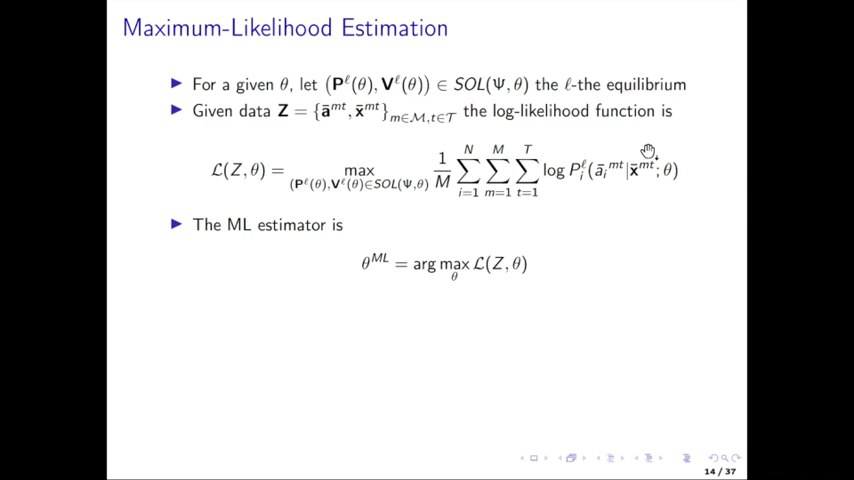 Maximum-Likelihood Estimation
▶ For a given θ, let (𝐏^ℓ(θ), 𝐕^ℓ(θ)) ∈ SOL(Ψ, θ) the ℓ-the equilibrium
▶ Given data 𝐙 = {𝐚̄^{mt}, 𝐱̄^{mt}}_{m∈ℳ,t∈𝒯} the log-likelihood function is
ℒ(Z, θ) = max_{(𝐏^ℓ(θ),𝐕^ℓ(θ))∈SOL(Ψ,θ)} \frac{1}{M} ∑_{i=1}^{N} ∑_{m=1}^{M} ∑_{t=1}^{T} log P_i^ℓ(ā_i^{mt}|𝐱̄^{mt}; θ)
▶ The ML estimator is
θ^{ML} = arg max_θ ℒ(Z, θ)
14 / 37